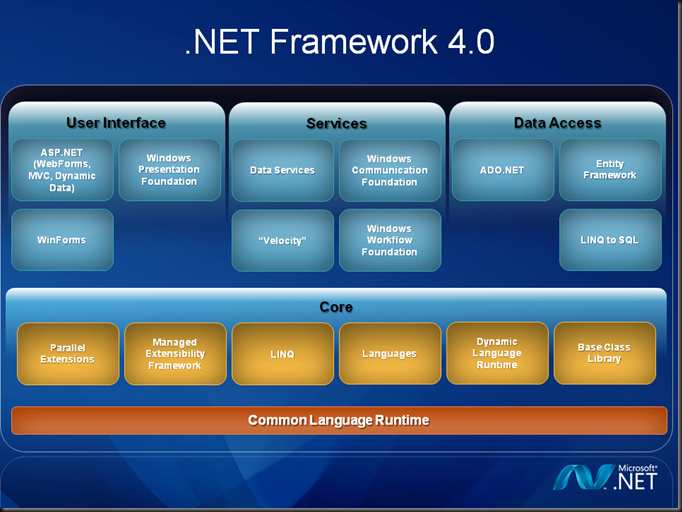 .NET Framework 4.0
User Interface
ASP.NET
(WebForms,
MVC, Dynamic
Data)
Windows
Presentation
Foundation
WinForms
Services
Data Services
Windows
Communication
Foundation
“Velocity”
Windows
Workflow
Foundation
Data Access
ADO.NET
Entity
Framework
LINQ to SQL
Core
Parallel
Extensions
Managed
Extensibility
Framework
LINQ
Languages
Dynamic
Language
Runtime
Base Class
Library
Common Language Runtime
Microsoft®
.NET